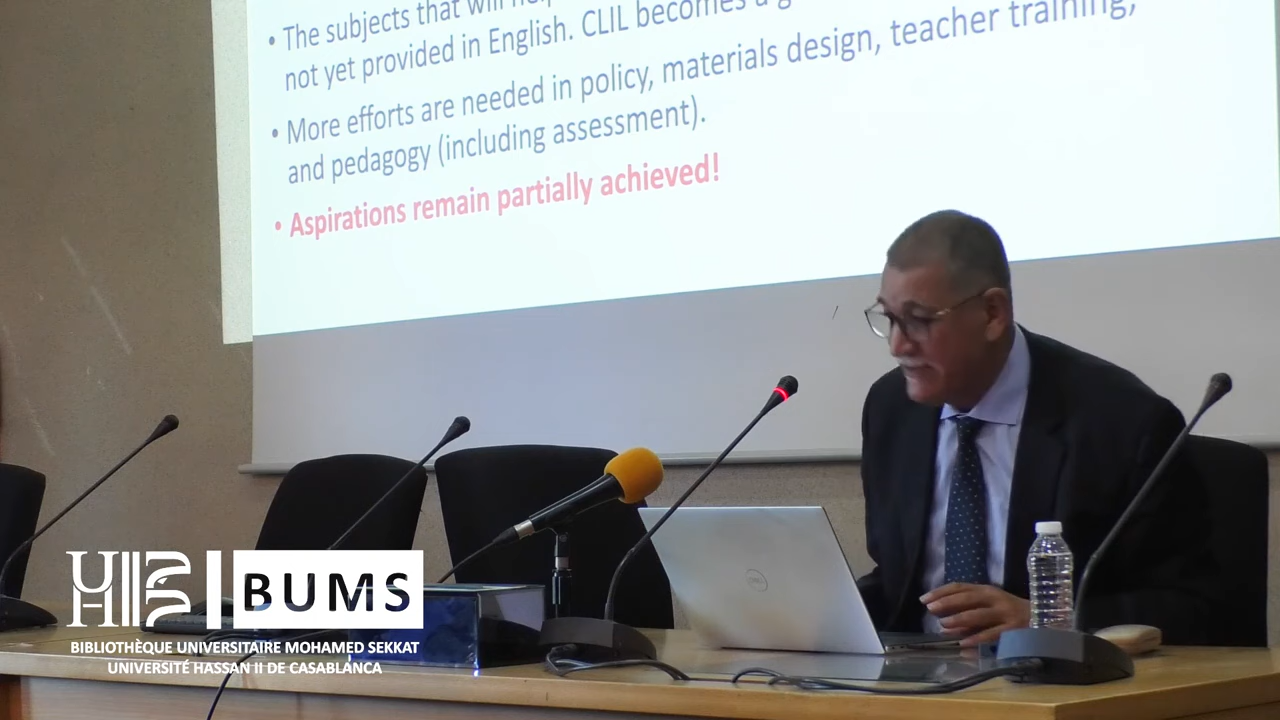 • The subjects that will
not yet provided in English. CLIL becomes a
• More efforts are needed in policy, materials design, teacher training,
and pedagogy (including assessment).
• Aspirations remain partially achieved!
DELL
UH2C
BUMS
BIBLIOTHÈQUE UNIVERSITAIRE MOHAMED SEKKAT
UNIVERSITÉ HASSAN II DE CASABLANCA